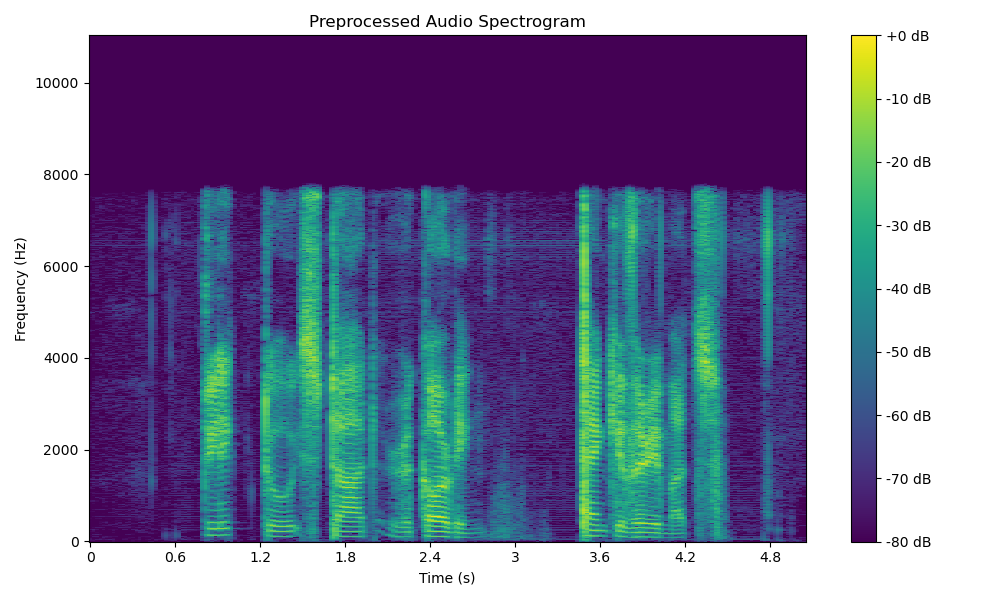 Preprocessed Audio Spectrogram
+0 dB
10000
-10 dB
-20 dB
8000
-30 dB
6000
-40 dB
Frequency (Hz)
4000
-50 dB
-60 dB
2000
-70 dB
0
-80 dB
0 0.6 1.2 1.8 2.4 3 3.6 4.2 4.8
Time (s)